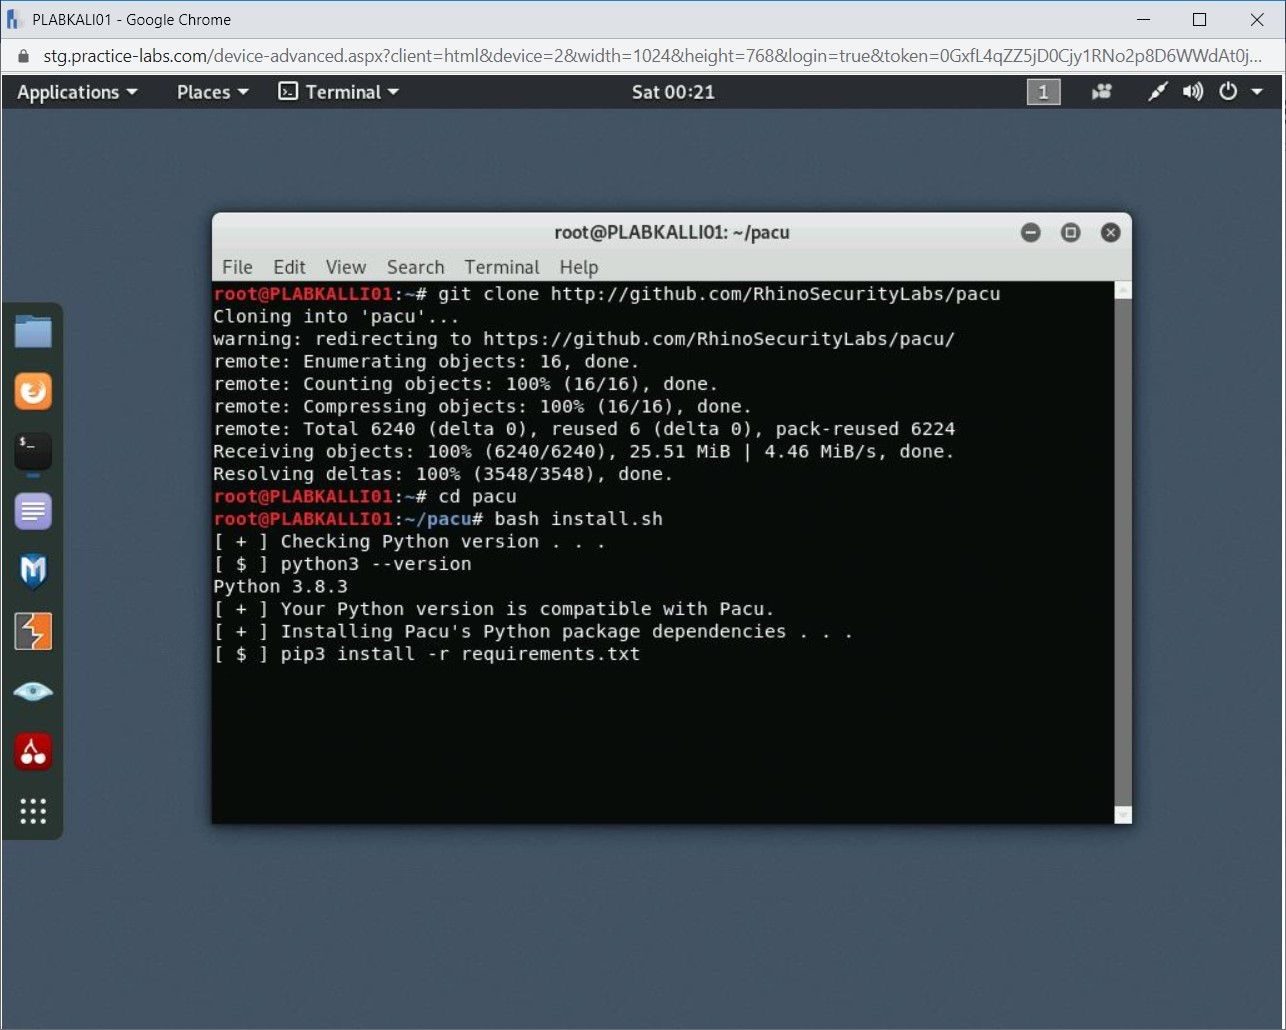 PLABKALI01 - Google Chrome
stg.practice-labs.com/device-advanced.aspx?client=html&device=2&width=1024&height=768&login=true&token=0GxfL4qZZ5jD0Cjy1RNo2p8D6WWdAt0j...
Applications Places Terminal Sat 00:21 1
root@PLABKALLI01: ~/pacu
File Edit View Search Terminal Help
root@PLABKALLI01:~# git clone http://github.com/RhinoSecurityLabs/pacu
Cloning into 'pacu'...
warning: redirecting to https://github.com/RhinoSecurityLabs/pacu/
remote: Enumerating objects: 16, done.
remote: Counting objects: 100% (16/16), done.
remote: Compressing objects: 100% (16/16), done.
remote: Total 6240 (delta 0), reused 6 (delta 0), pack-reused 6224
Receiving objects: 100% (6240/6240), 25.51 MiB | 4.46 MiB/s, done.
Resolving deltas: 100% (3548/3548), done.
root@PLABKALLI01:~# cd pacu
root@PLABKALLI01:~/pacu# bash install.sh
[ + ] Checking Python version . . .
[ $ ] python3 --version
Python 3.8.3
[ + ] Your Python version is compatible with Pacu.
[ + ] Installing Pacu's Python package dependencies . . .
[ $ ] pip3 install -r requirements.txt
$_